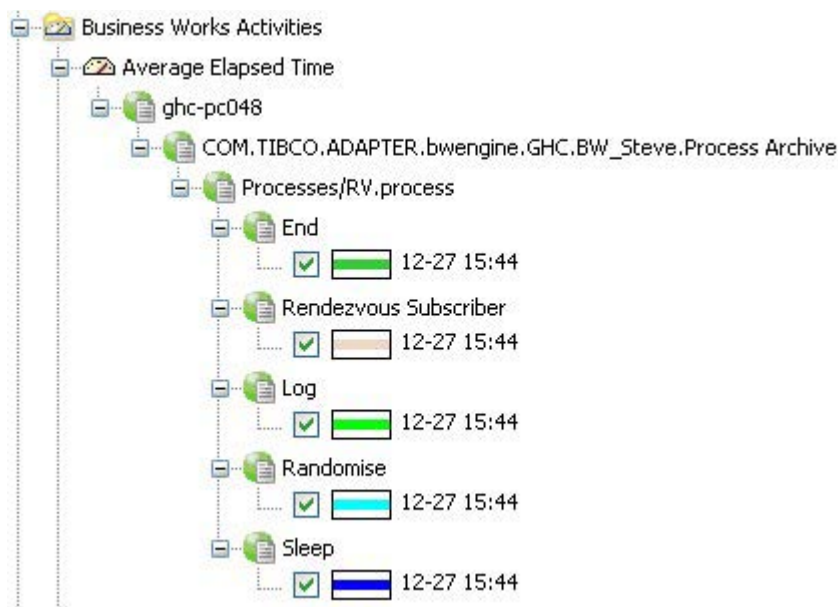 Business Works Activities
Average Elapsed Time
ghc-pc048
COM.TIBCO.ADAPTER.bwengine.GHC.BW_Steve.Process Archive
Processes/RV.process
End
12-27 15:44
Rendezvous Subscriber
12-27 15:44
Log
12-27 15:44
Randomise
12-27 15:44
Sleep
12-27 15:44